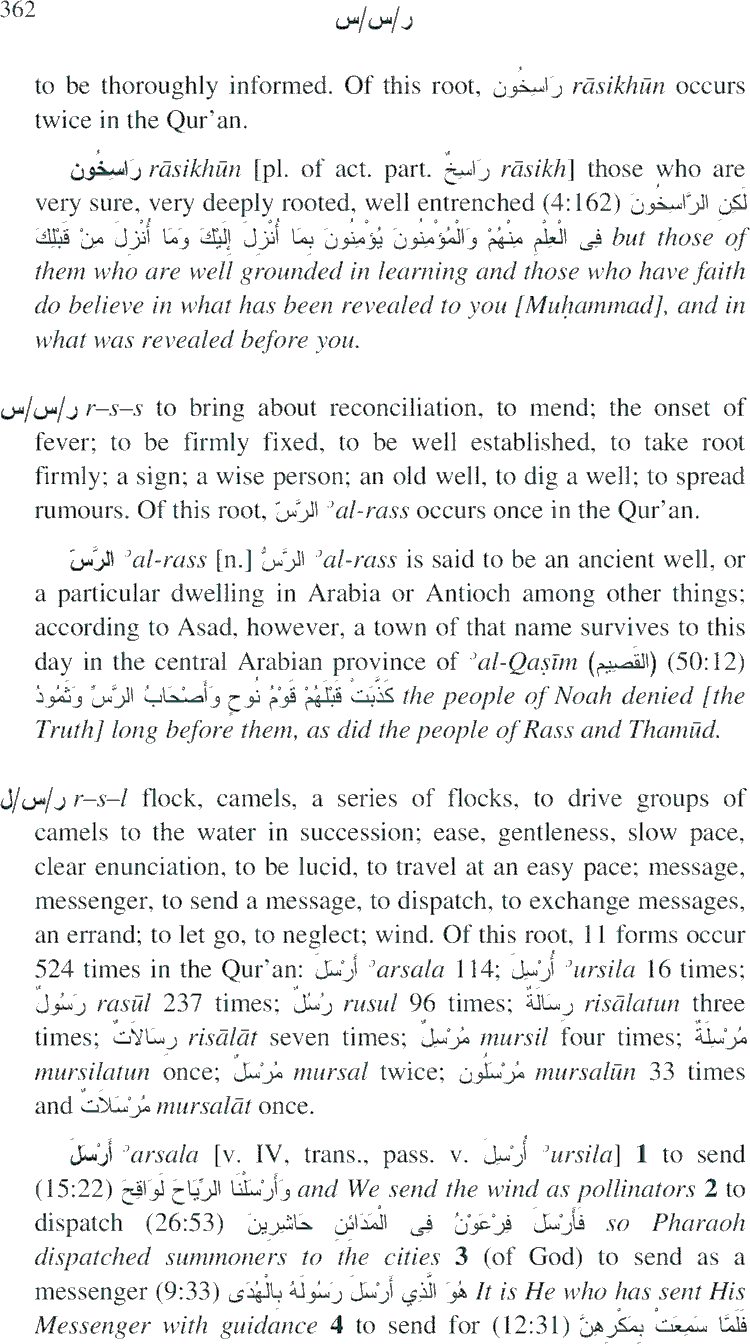 362
ر/س/س
to be thoroughly informed. Of this root, رَاسِخُون rāsikhūn occurs
twice in the Qur’an.
رَاسِخُون rāsikhūn [pl. of act. part. رَاسِخٌ rāsikh] those who are
very sure, very deeply rooted, well entrenched (4:162) لَكِنِ الرَّاسِخُونَ
فِى الْعِلْمِ مِنْهُمْ وَالْمُؤْمِنُونَ يُؤْمِنُونَ بِمَا أُنْزِلَ إِلَيْكَ وَمَا أُنْزِلَ مِنْ قَبْلِكَ but those of
them who are well grounded in learning and those who have faith
do believe in what has been revealed to you [Muḥammad], and in
what was revealed before you.
ر/س/س r–s–s to bring about reconciliation, to mend; the onset of
fever; to be firmly fixed, to be well established, to take root
firmly; a sign; a wise person; an old well, to dig a well; to spread
rumours. Of this root, الرَّسّ ʾal-rass occurs once in the Qur’an.
الرَّسّ ʾal-rass [n.] الرَّسُّ ʾal-rass is said to be an ancient well, or
a particular dwelling in Arabia or Antioch among other things;
according to Asad, however, a town of that name survives to this
day in the central Arabian province of ʾal-Qaṣīm (القَصِيم) (50:12)
كَذَّبَتْ قَبْلَهُمْ قَوْمُ نُوحٍ وَأَصْحَابُ الرَّسِّ وَثَمُودُ the people of Noah denied [the
Truth] long before them, as did the people of Rass and Thamūd.
ر/س/ل r–s–l flock, camels, a series of flocks, to drive groups of
camels to the water in succession; ease, gentleness, slow pace,
clear enunciation, to be lucid, to travel at an easy pace; message,
messenger, to send a message, to dispatch, to exchange messages,
an errand; to let go, to neglect; wind. Of this root, 11 forms occur
524 times in the Qur’an: أَرْسَلَ ʾarsala 114; أُرْسِلَ ʾursila 16 times;
رَسُولٌ rasūl 237 times; رُسُلٌ rusul 96 times; رِسَالَةٌ risālatun three
times; رِسَالاَتٌ risālāt seven times; مُرْسِلٌ mursil four times; مُرْسِلَةٌ
mursilatun once; مُرْسَلٌ mursal twice; مُرْسَلُون mursalūn 33 times
and مُرْسَلاَتٌ mursalāt once.
أَرْسَلَ ʾarsala [v. IV, trans., pass. v. أُرْسِلَ ʾursila] 1 to send
(15:22) وَأَرْسَلْنَا الرِّيَاحَ لَوَاقِحَ and We send the wind as pollinators 2 to
dispatch (26:53) فَأَرْسَلَ فِرْعَوْنُ فِى الْمَدَائِنِ حَاشِرِينَ so Pharaoh
dispatched summoners to the cities 3 (of God) to send as a
messenger (9:33) هُوَ الَّذِي أَرْسَلَ رَسُولَهُ بِالْهُدَى It is He who has sent His
Messenger with guidance 4 to send for (12:31) فَلَمَّا سَمِعَتْ بِمَكْرِهِنَّ